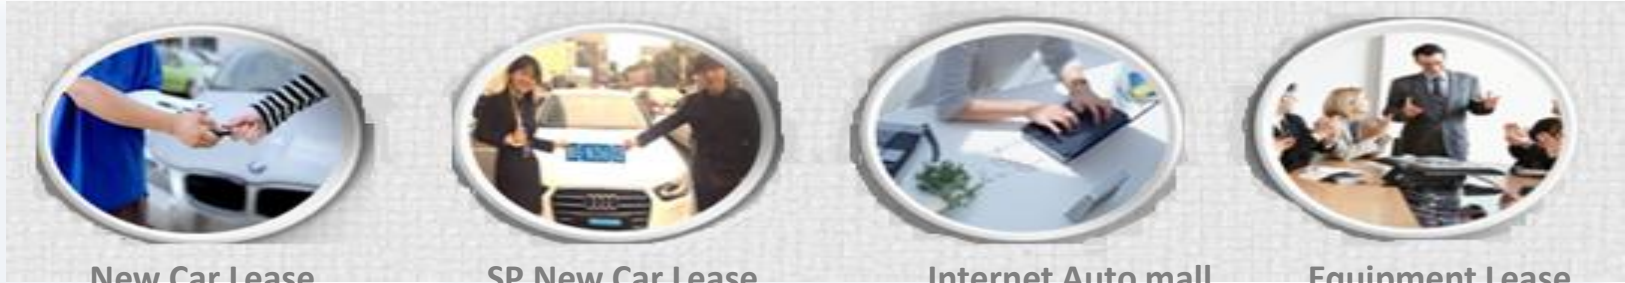 New Car Lease
SP New Car Lease
Internet Auto mall
Equipment Lease